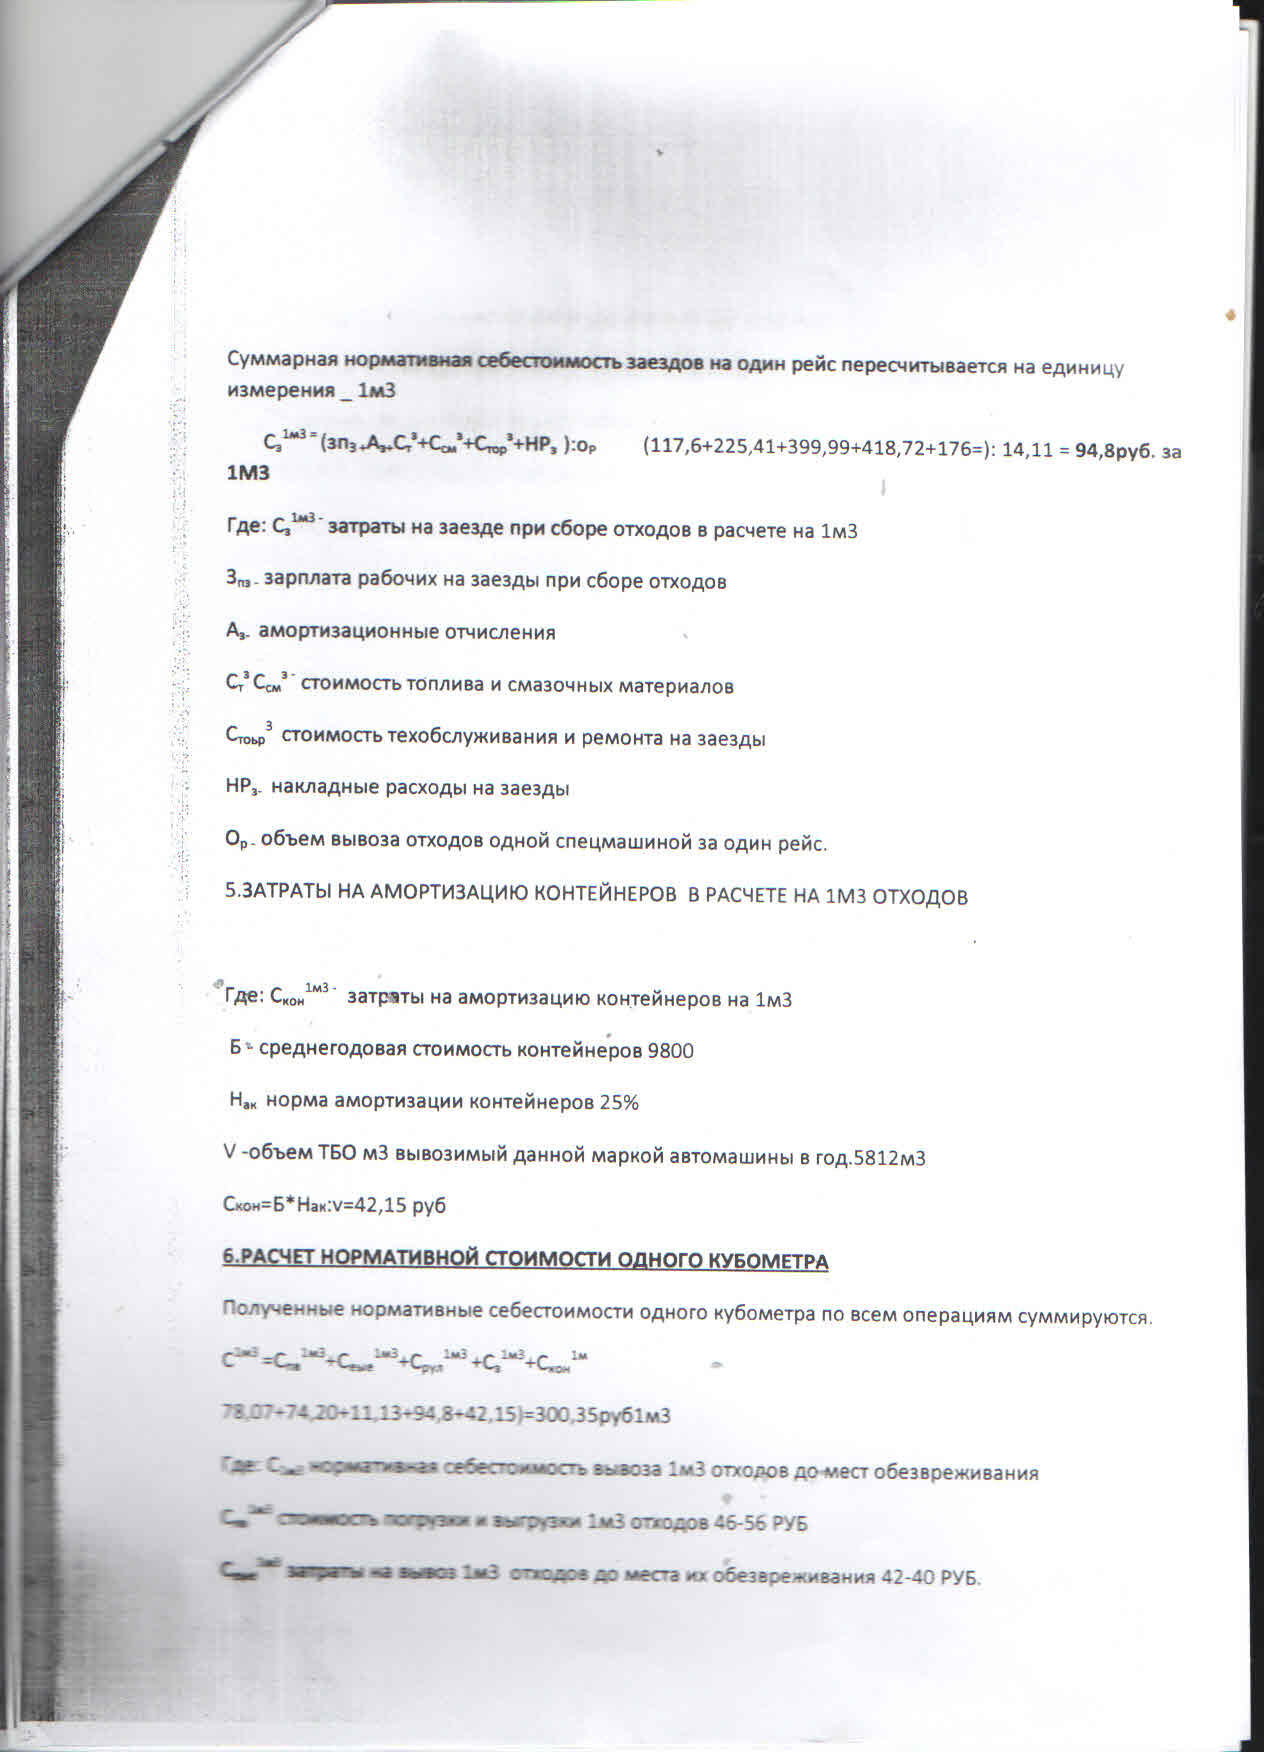 Суммарная нормативная себестоимость заездов на один рейс пересчитывается на единицу
измерения _ 1м3
Сз1м3 = (зпз+Аз+Ст3+Ссм3+Стор3+НРз ):ор (117,6+225,41+399,99+418,72+176=): 14,11 = 94,8руб. за
1М3
Где: Сз1м3 - затраты на заезде при сборе отходов в расчете на 1м3
Зпз - зарплата рабочих на заезды при сборе отходов
Аз- амортизационные отчисления
Ст3 Ссм3 - стоимость топлива и смазочных материалов
Стоьр3 стоимость техобслуживания и ремонта на заезды
НРз- накладные расходы на заезды
Ор - объем вывоза отходов одной спецмашиной за один рейс.
5.ЗАТРАТЫ НА АМОРТИЗАЦИЮ КОНТЕЙНЕРОВ В РАСЧЕТЕ НА 1М3 ОТХОДОВ
Где: Скон1м3 - затраты на амортизацию контейнеров на 1м3
Б - среднегодовая стоимость контейнеров 9800
Нак норма амортизации контейнеров 25%
V -объем ТБО м3 вывозимый данной маркой автомашины в год.5812м3
Скон=Б*Нак:v=42,15 руб
6.РАСЧЕТ НОРМАТИВНОЙ СТОИМОСТИ ОДНОГО КУБОМЕТРА
Полученные нормативные себестоимости одного кубометра по всем операциям суммируются.
С1м3 =Спв1м3+Свые1м3+Срул1м3 +Сз1м3+Скон1м
78,07+74,20+11,13+94,8+42,15)=300,35руб1м3
Где: нормативная себестоимость вывоза 1м3 отходов до мест обезвреживания
стоимость погрузки и выгрузки 1м3 отходов 46-56 РУБ
затраты на вывоз 1м3 отходов до места их обезвреживания 42-40 РУБ.